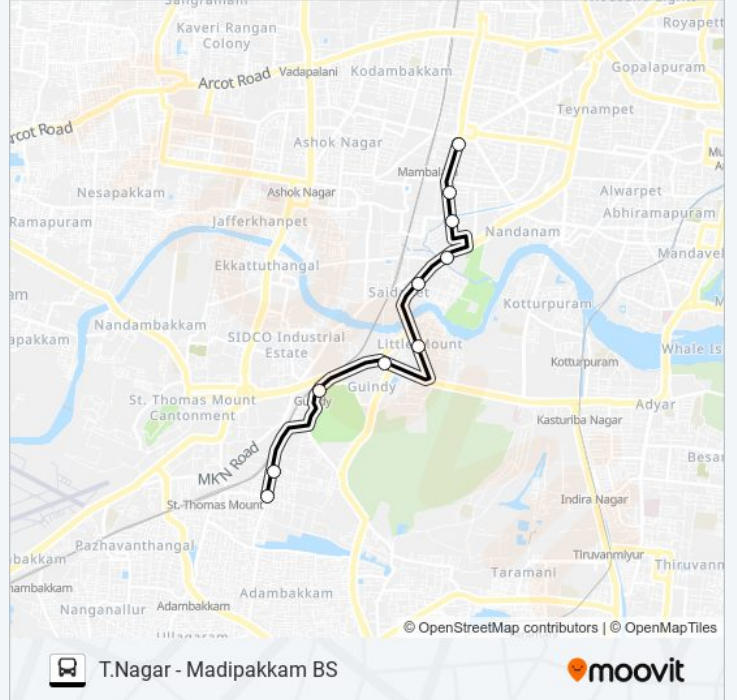 Sangramam
Royapett
Kaveri Rangan
Colony
Gopalapuram
Arcot Road
Vadapalani
Kodambakkam
Teynampet
rcot Road
Ashok Nagar
Mambal
Nesapakkam
Ashok Nagar
Alwarpet
Ramapuram
Jafferkhanpet
Abhiramapuram
Nandanam
Ekkattuthangal
Mandavel
am
Kotturpuram
Nandambakkam
SIDCO Industrial
Estate
Little Mount
apakkam
Whale Is
Kotturpuram
Guindy
St. Thomas Mount
Cantonment
Guindy
Adyar
Kasturiba Nagar
MKN Road
Besar
St. Thomas Mount
Indira Nagar
Pazhavanthangal
Tiruvanmiyur
bakkam
Taramani
Thiruvann
nambakkam
Adambakkam
Nanganallur
Adambakkam
Ullagaram
© OpenStreetMap contributors | © OpenMapTiles
T.Nagar - Madipakkam BS
moovit